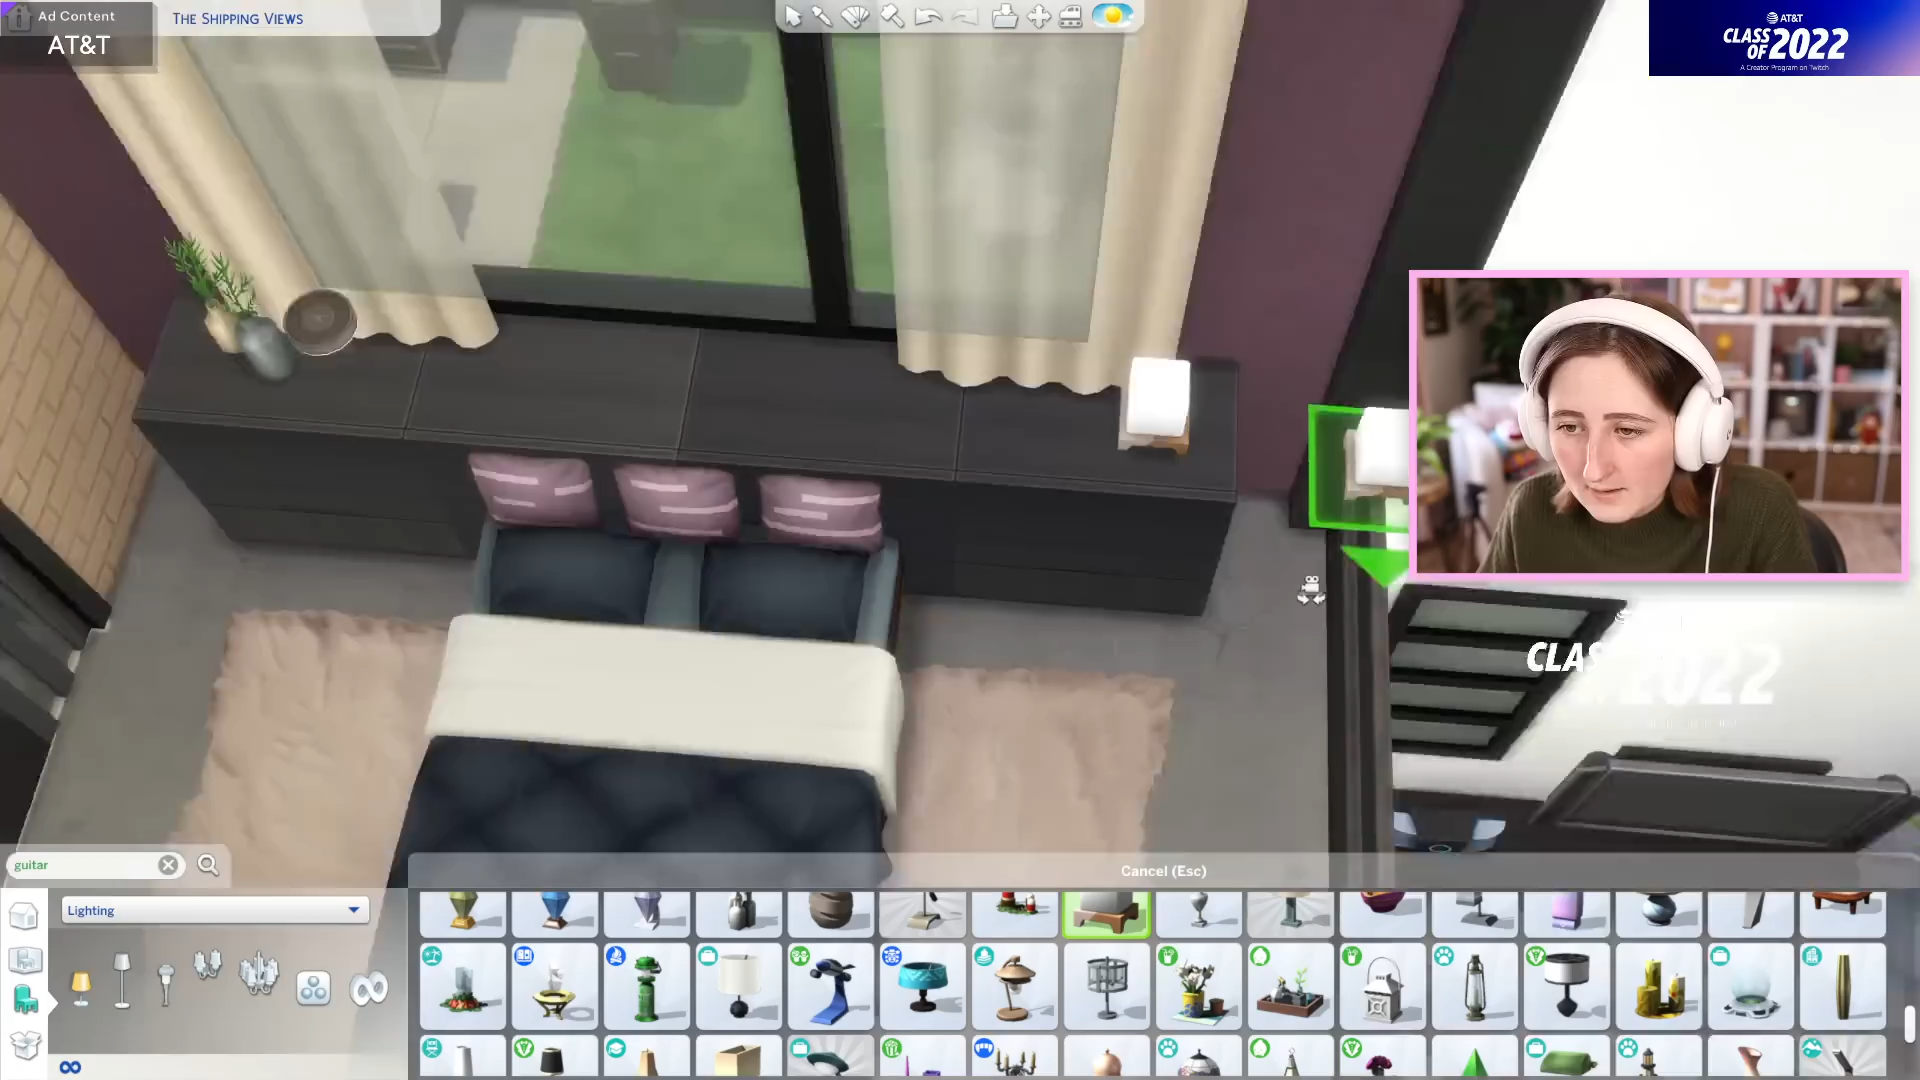 Ad Content
AT&T
THE SHIPPING VIEWS
AT&T
CLASS
OF 2022
A Creator Program on Twitch
CLAS 2022
guitar
Cancel (Esc)
Lighting